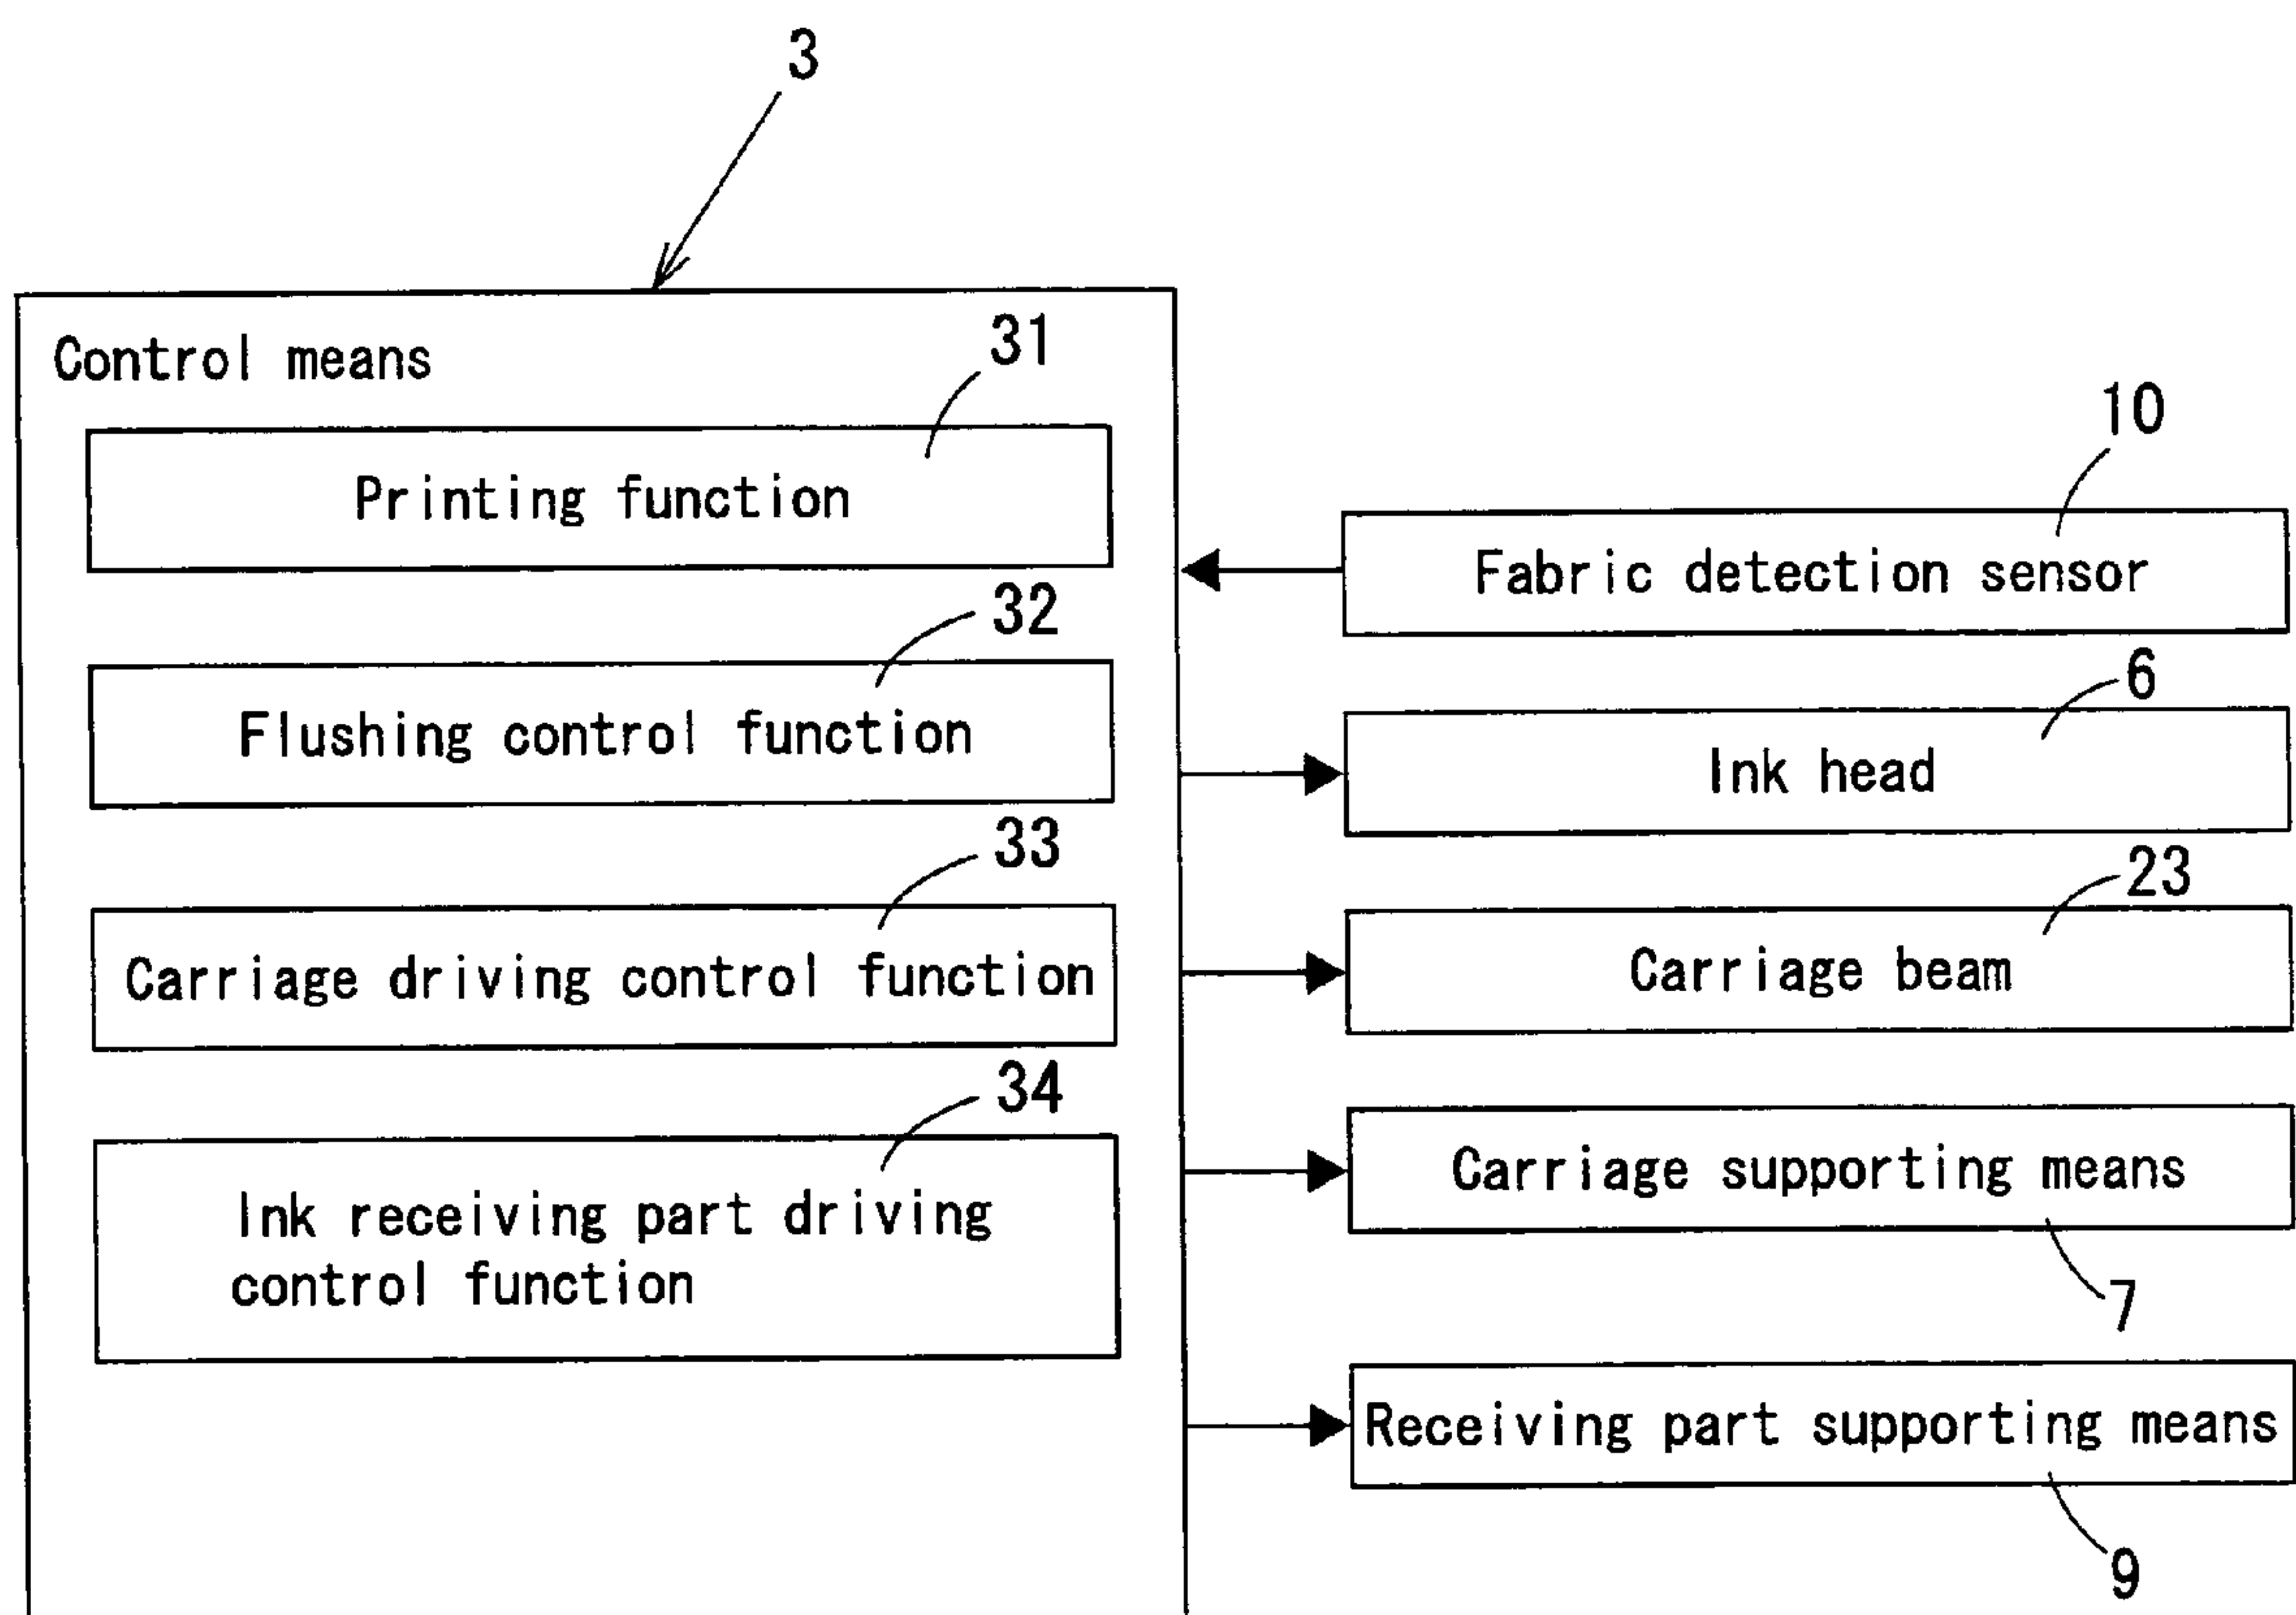 3
Control means
31
Printing function
32
Flushing control function
33
Carriage driving control function
34
Ink receiving part driving
control function
10
Fabric detection sensor
6
Ink head
23
Carriage beam
Carriage supporting means
7
Receiving part supporting means
9